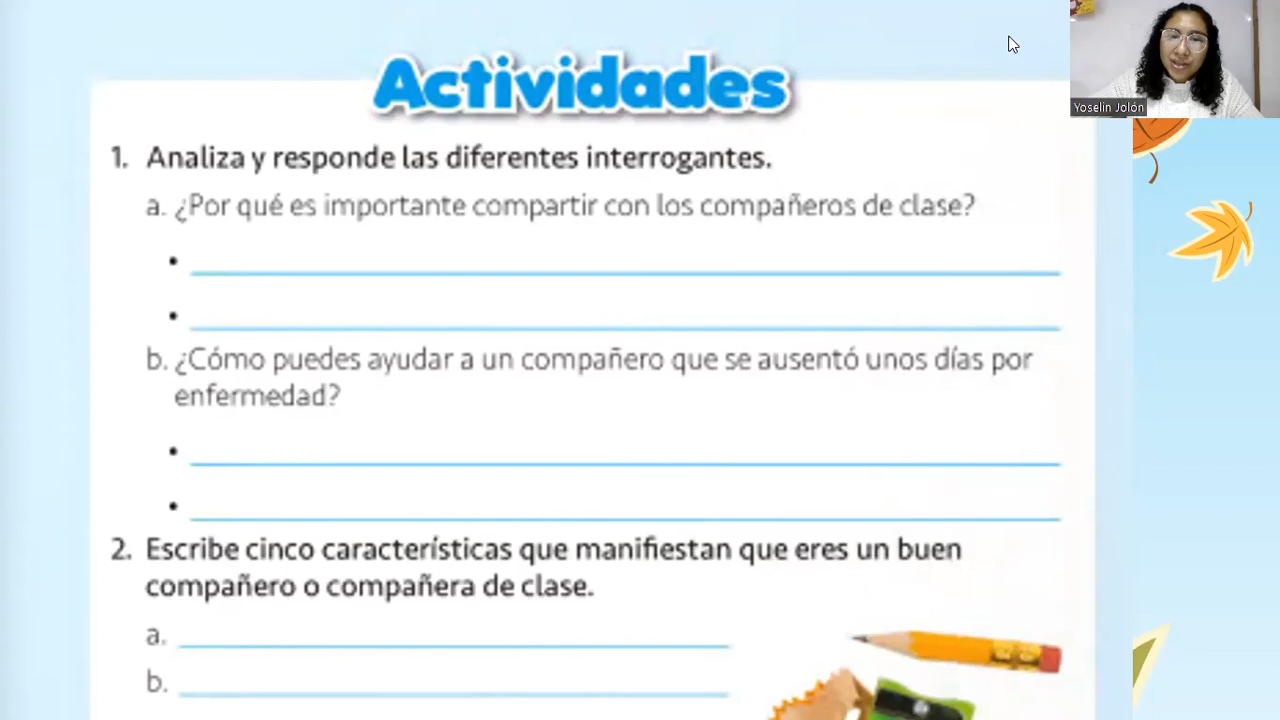 Actividades
Yoselin Jolón
1. Analiza y responde las diferentes interrogantes.
a. ¿Por qué es importante compartir con los compañeros de clase?
•
•
b. ¿Cómo puedes ayudar a un compañero que se ausentó unos días por
enfermedad?
•
•
2. Escribe cinco características que manifiestan que eres un buen
compañero o compañera de clase.
a.
b.